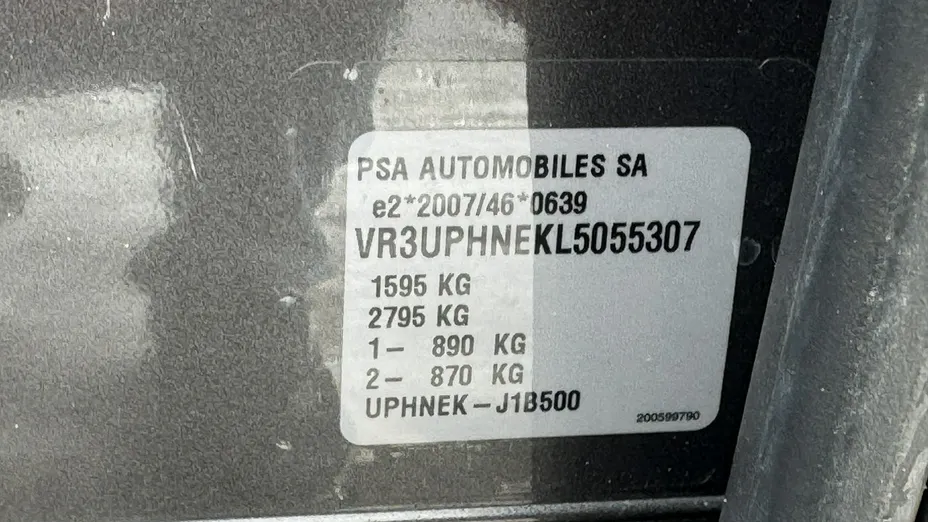 PSA AUTOMOBILES SA
e2*2007/46*0639
VR3UPHNEKL5055307
1595 KG
2795 KG
1- 890 KG
2- 870 KG
UPHNEK-J1B500
200599790